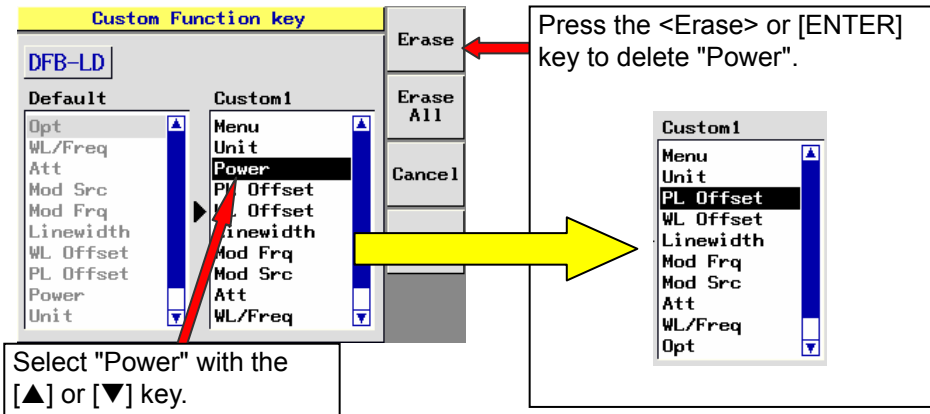 Custom Function key
DFB-LD
Default
Opt
WL/Freq
Att
Mod Src
Mod Frq
Linewidth
WL Offset
PL Offset
Power
Unit
Custom1
Menu
Unit
Power
PL Offset
Offset
Linewidth
Mod Frq
Mod Src
Att
WL/Freq
Erase
Erase
All
Cancel
Press the <Erase> or [ENTER]
key to delete "Power".
Custom1
Menu
Unit
PL Offset
WL Offset
Linewidth
Mod Frq
Mod Src
Att
WL/Freq
Opt
Select "Power" with the
[▲] or [▼] key.